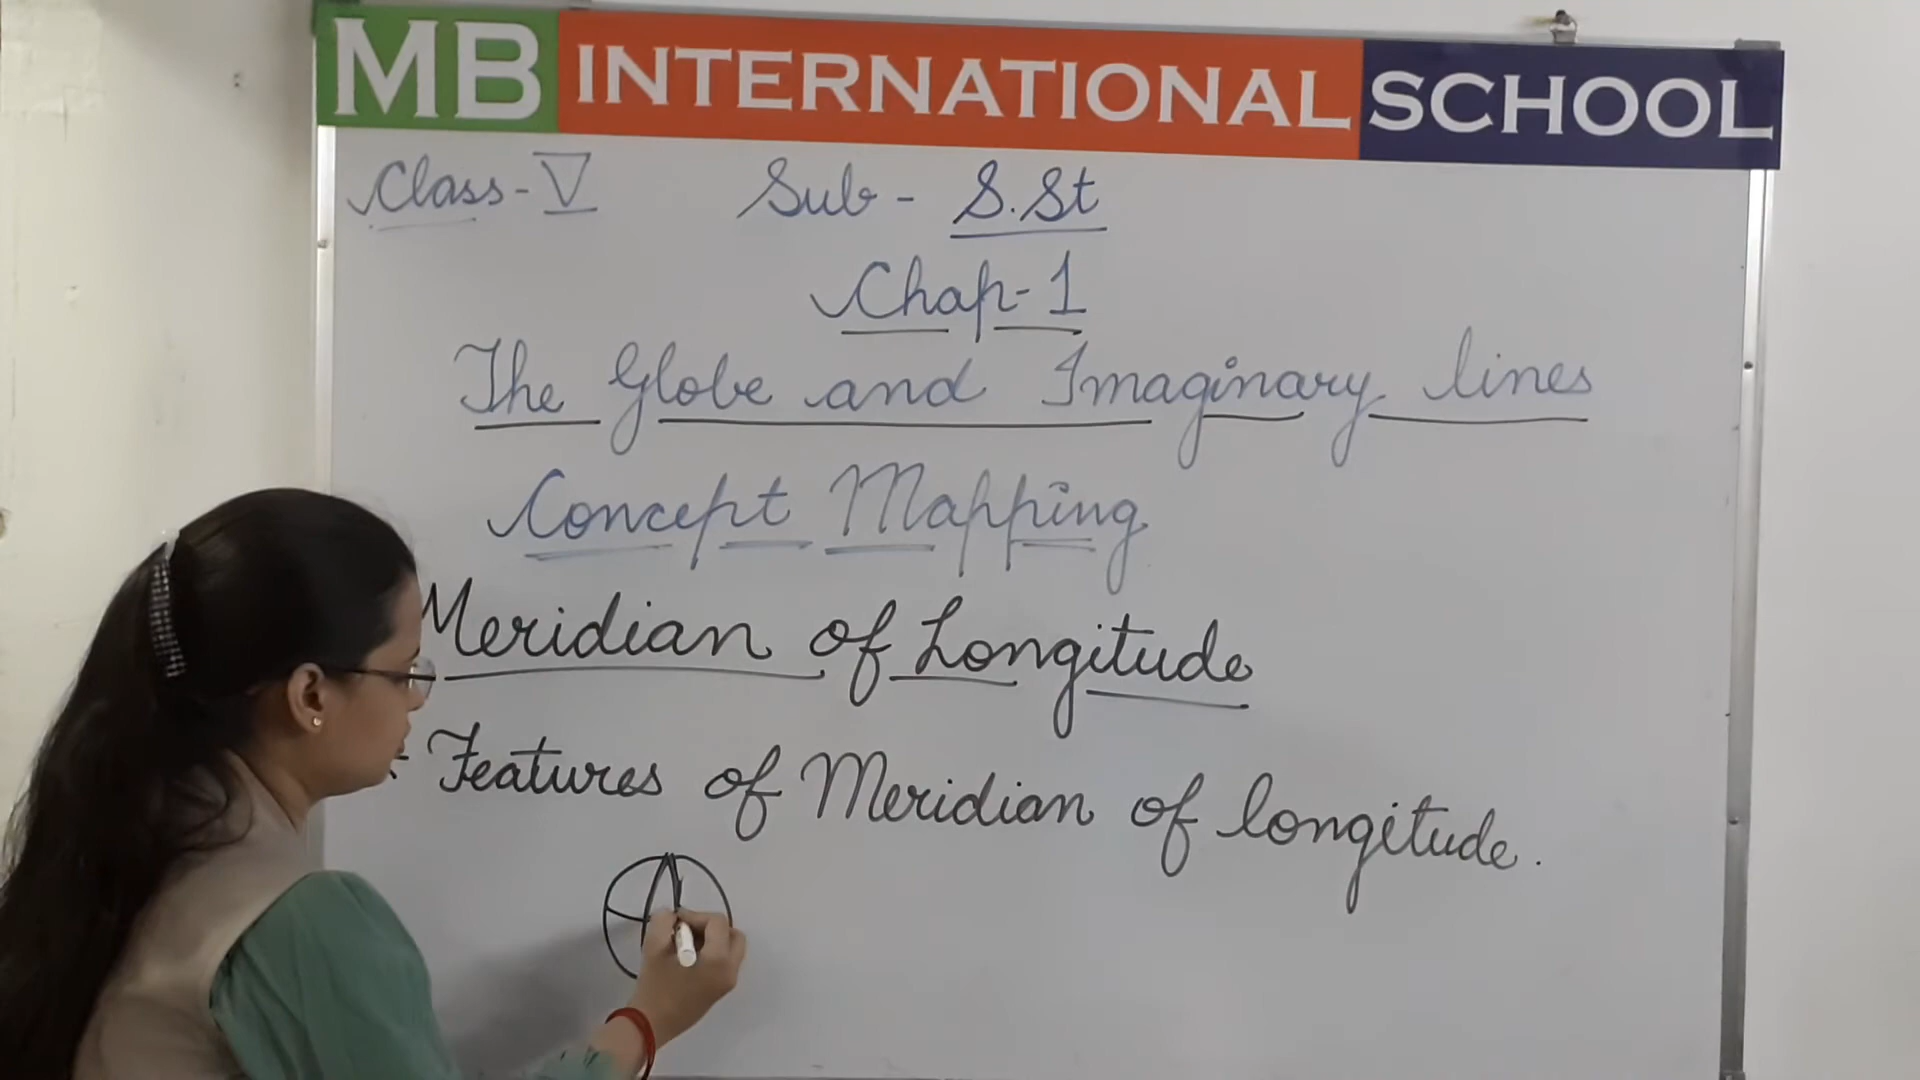 MB INTERNATIONAL SCHOOL
Class-V Sub - S.St
Chap-1
The Globe and Imaginary lines
Concept Mapping
Meridian of Longitude
* Features of Meridian of longitude.